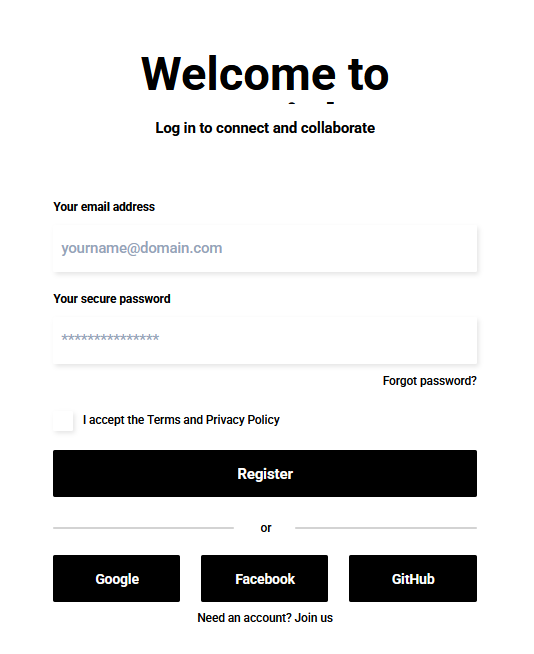 Welcome to
Log in to connect and collaborate
Your email address
yourname@domain.com
Your secure password
***************
Forgot password?
I accept the Terms and Privacy Policy
Register
or
Google
Facebook
GitHub
Need an account? Join us